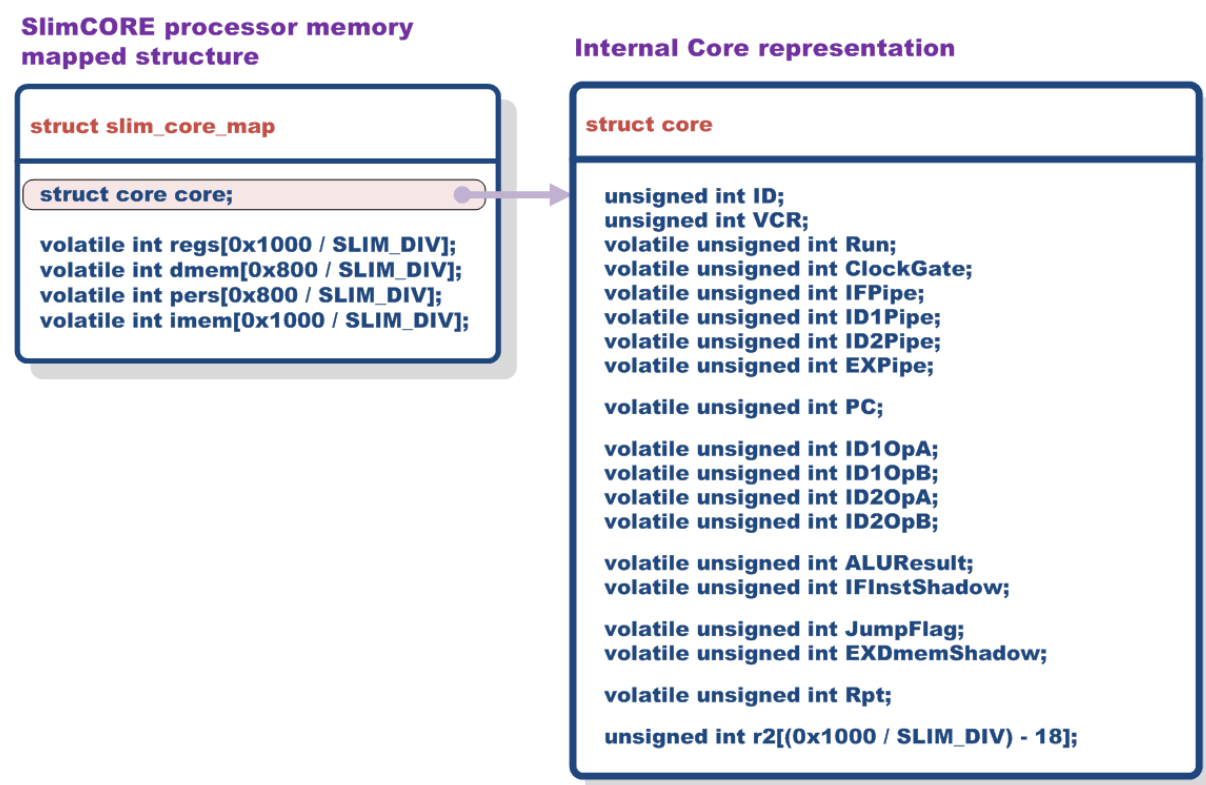 SlimCORE processor memory
mapped structure
struct slim_core_map
struct core core;
volatile int regs[0x1000 / SLIM_DIV];
volatile int dmem[0x800 / SLIM_DIV];
volatile int pers[0x800 / SLIM_DIV];
volatile int imem[0x1000 / SLIM_DIV];
Internal Core representation
struct core
unsigned int ID;
unsigned int VCR;
volatile unsigned int Run;
volatile unsigned int ClockGate;
volatile unsigned int IFPipe;
volatile unsigned int ID1Pipe;
volatile unsigned int ID2Pipe;
volatile unsigned int EXPipe;
volatile unsigned int PC;
volatile unsigned int ID1OpA;
volatile unsigned int ID1OpB;
volatile unsigned int ID2OpA;
volatile unsigned int ID2OpB;
volatile unsigned int ALUResult;
volatile unsigned int IFInstShadow;
volatile unsigned int JumpFlag;
volatile unsigned int EXDmemShadow;
volatile unsigned int Rpt;
unsigned int r2[(0x1000 / SLIM_DIV) - 18];